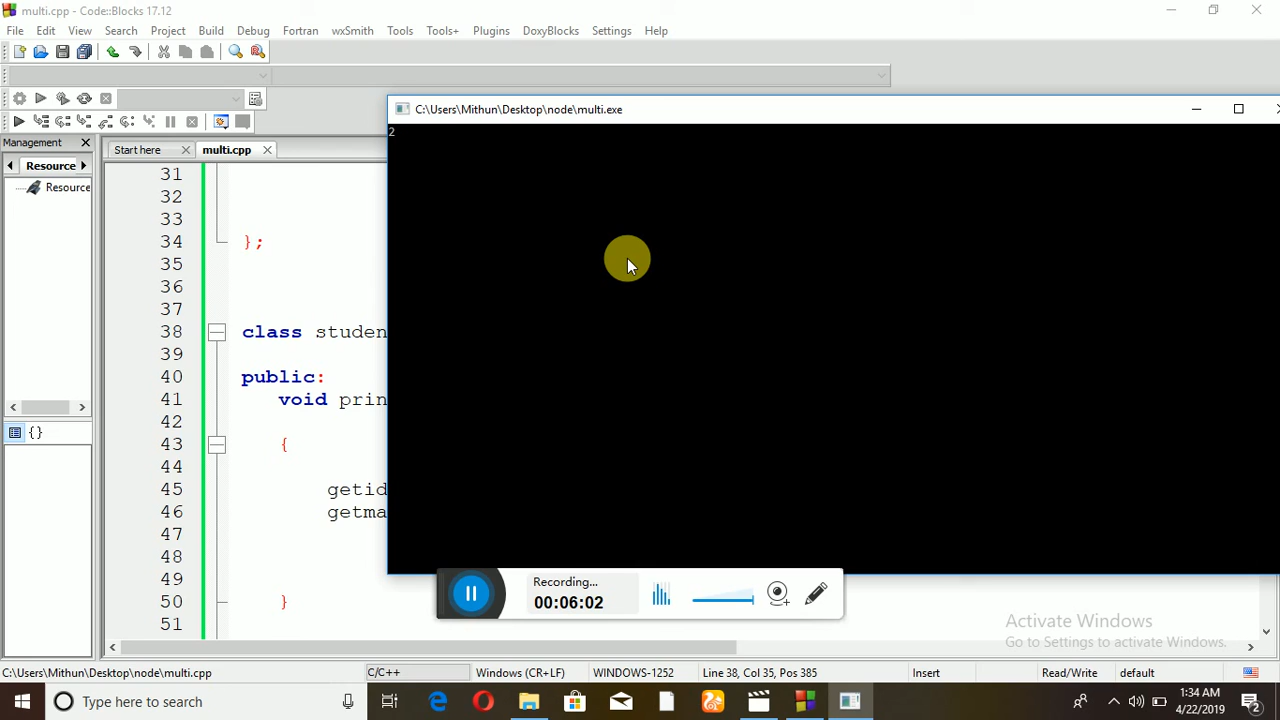 multi.cpp - Code::Blocks 17.12
File Edit View Search Project Build Debug Fortran wxSmith Tools Tools+ Plugins DoxyBlocks Settings Help
C:\Users\Mithun\Desktop\node\multi.exe
2
Management
Start here multi.cpp
Resource
Resource
{}
31
32
33
34 };
35
36
37
38 class studen
39
40 public:
41 void prin
42
43 {
44
45 getid
46 getma
47
48
49
50 }
51
Recording...
00:06:02
Activate Windows
Go to Settings to activate Windows.
C:\Users\Mithun\Desktop\node\multi.cpp C/C++ Windows (CR+LF) WINDOWS-1252 Line 38, Col 35, Pos 385 Insert Read/Write default
Type here to search
1:34 AM
4/22/2019
2